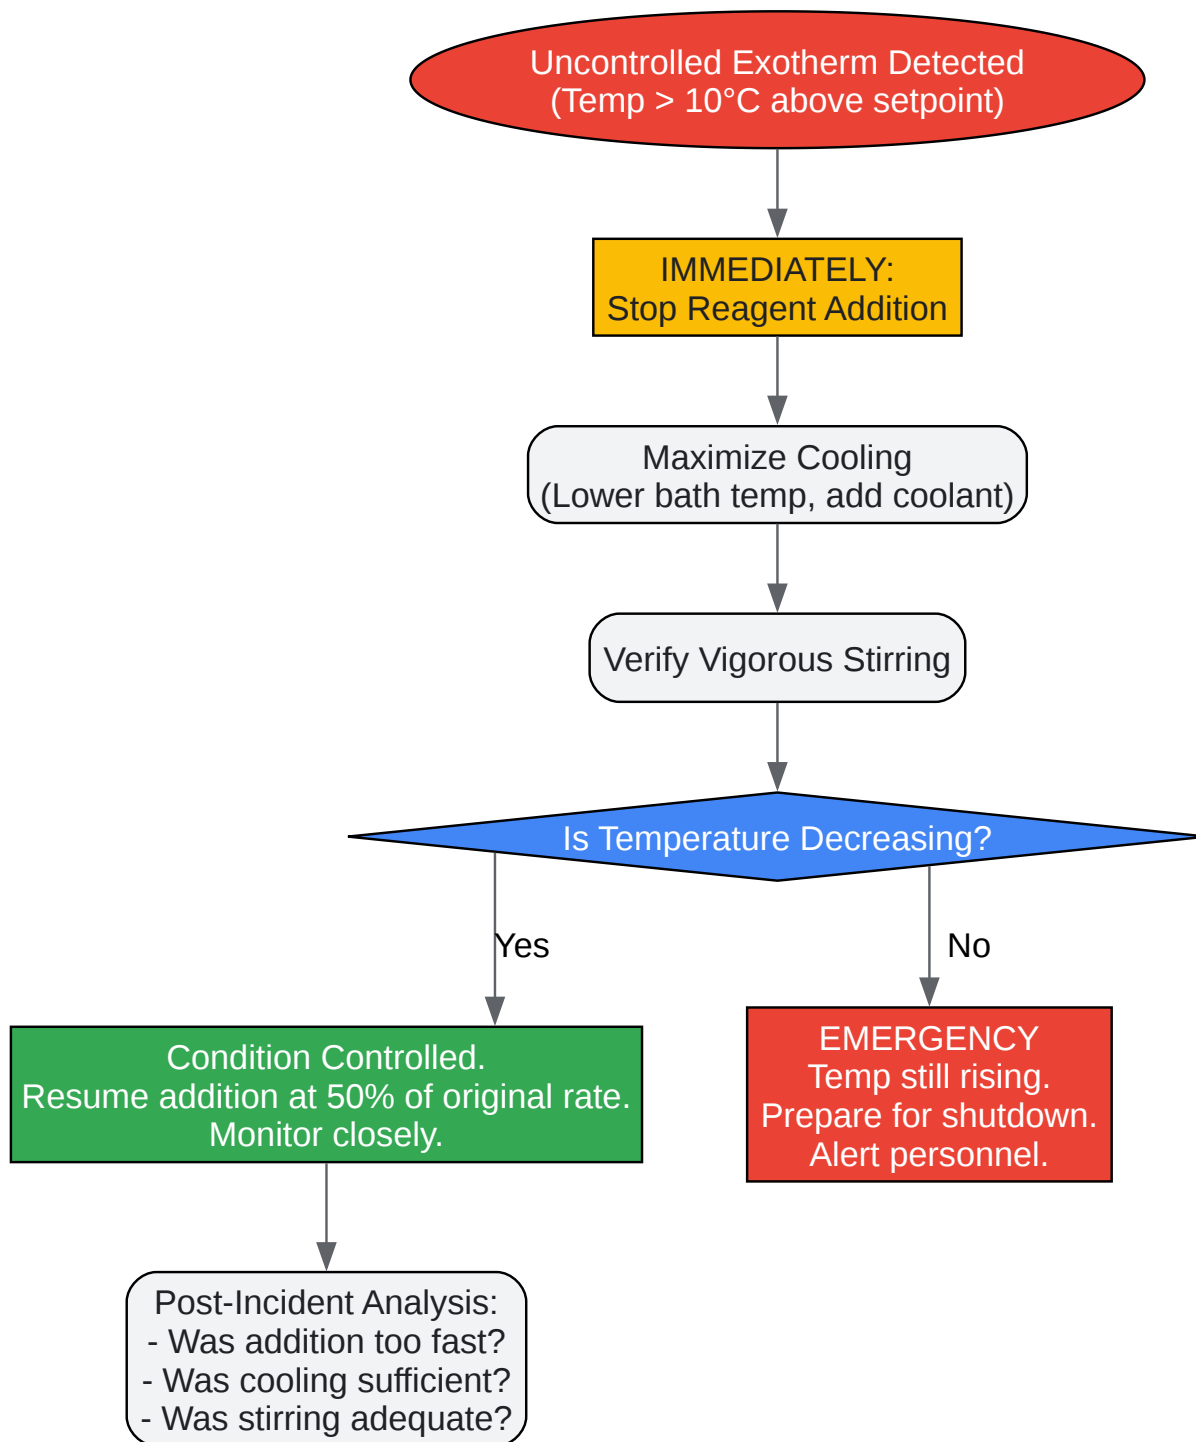 Uncontrolled Exotherm Detected
(Temp > 10°C above setpoint)
IMMEDIATELY:
Stop Reagent Addition
Maximize Cooling
(Lower bath temp, add coolant)
Verify Vigorous Stirring
Is Temperature Decreasing?
Yes
No
Condition Controlled.
Resume addition at 50% of original rate.
Monitor closely.
EMERGENCY
Temp still rising.
Prepare for shutdown.
Alert personnel.
Post-Incident Analysis:
- Was addition too fast?
- Was cooling sufficient?
- Was stirring adequate?